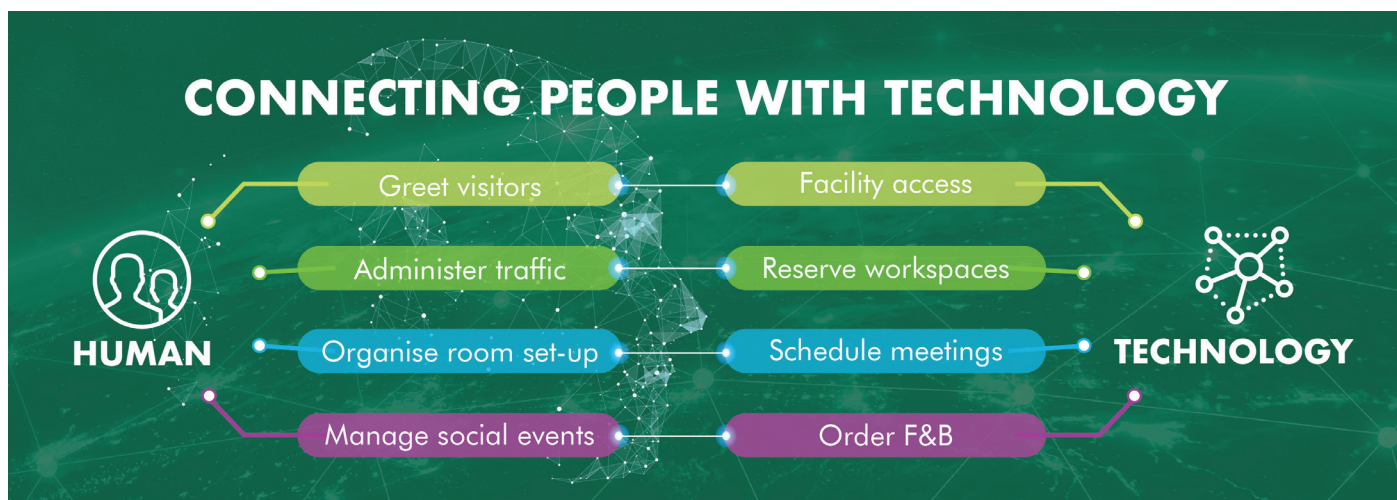 CONNECTING PEOPLE WITH TECHNOLOGY
Greet visitors
Facility access
Administer traffic
Reserve workspaces
Organise room set-up
Schedule meetings
HUMAN
TECHNOLOGY
Manage social events
Order F&B